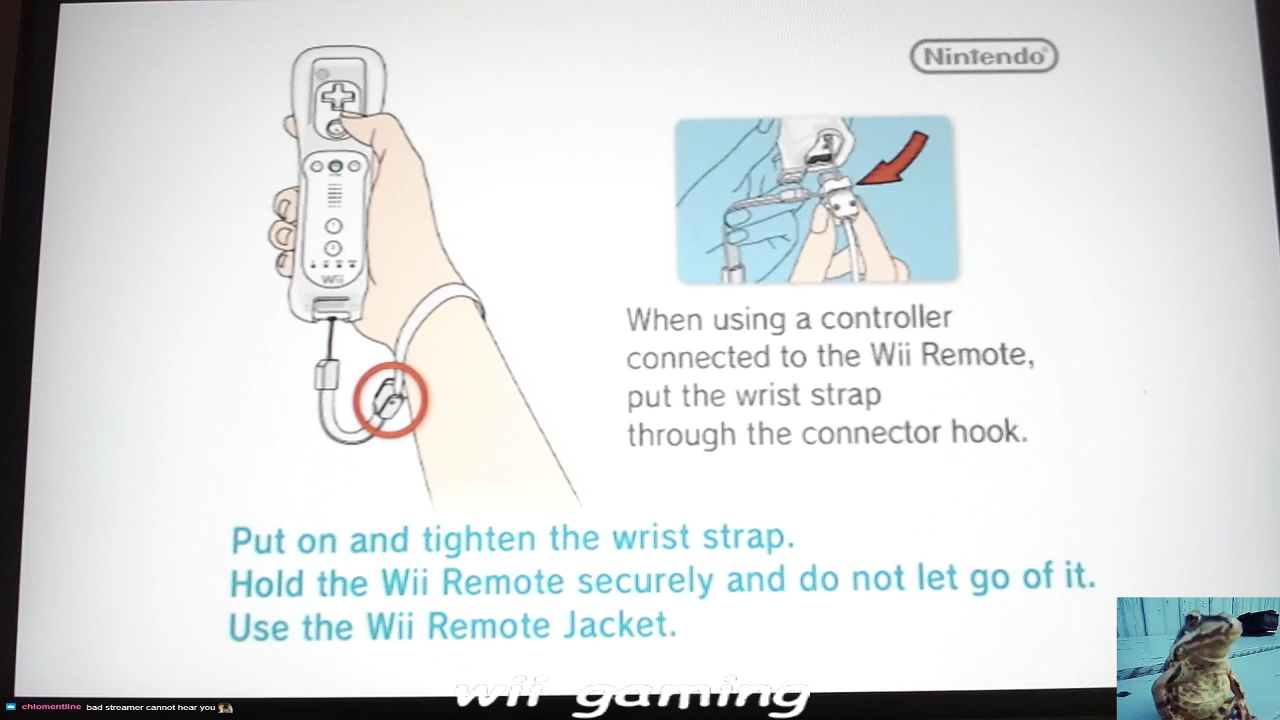 Nintendo®
Wii
When using a controller
connected to the Wii Remote,
put the wrist strap
through the connector hook.
Put on and tighten the wrist strap.
Hold the Wii Remote securely and do not let go of it.
Use the Wii Remote Jacket.
wii gaming
chlomentiine bad streamer cannot hear you